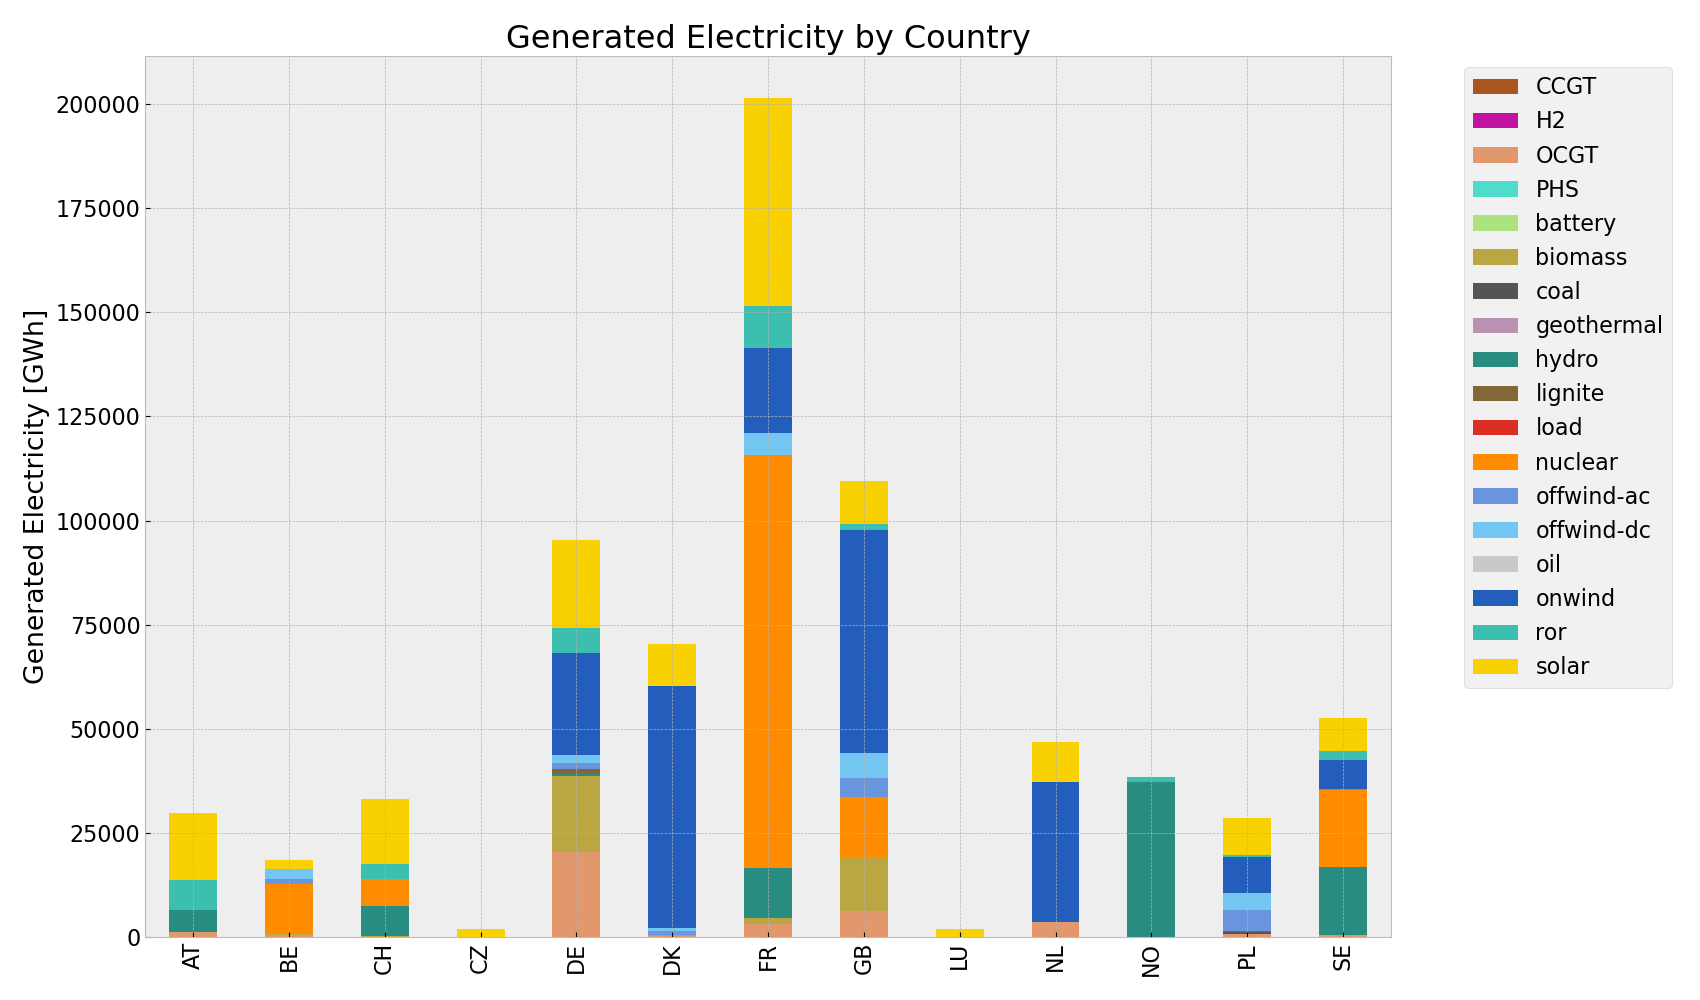 Generated Electricity by Country
Generated Electricity [GWh]
200000
175000
150000
125000
100000
75000
50000
25000
0
AT
BE
CH
CZ
DE
DK
FR
GB
LU
NL
NO
PL
SE
CCGT
H2
OCGT
PHS
battery
biomass
coal
geothermal
hydro
lignite
load
nuclear
offwind-ac
offwind-dc
oil
onwind
ror
solar